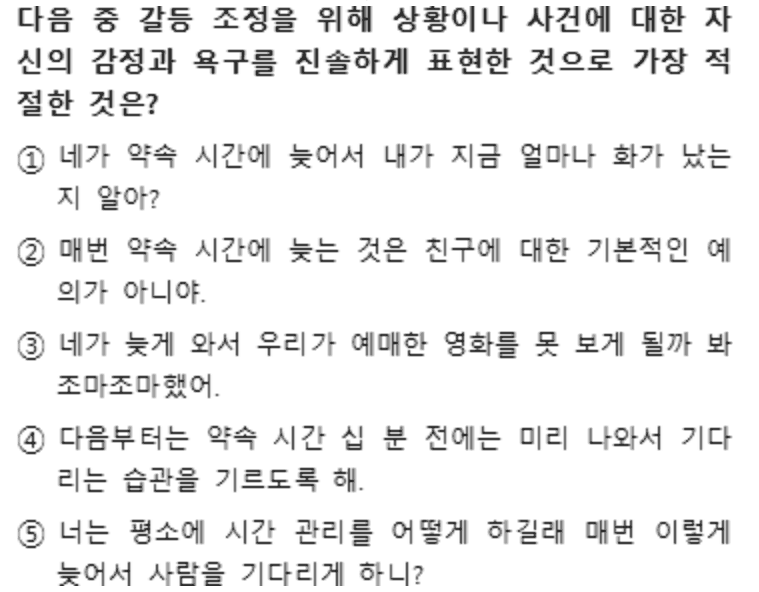 다음 중 갈등 조정을 위해 상황이나 사건에 대한 자
신의 감정과 욕구를 진솔하게 표현한 것으로 가장 적
절한 것은?
① 네가 약속 시간에 늦어서 내가 지금 얼마나 화가 났는
지 알아?
② 매번 약속 시간에 늦는 것은 친구에 대한 기본적인 예
의가 아니야.
③ 네가 늦게 와서 우리가 예매한 영화를 못 보게 될까 봐
조마조마했어.
④ 다음부터는 약속 시간 십 분 전에는 미리 나와서 기다
리는 습관을 기르도록 해.
⑤ 너는 평소에 시간 관리를 어떻게 하길래 매번 이렇게
늦어서 사람을 기다리게 하니?